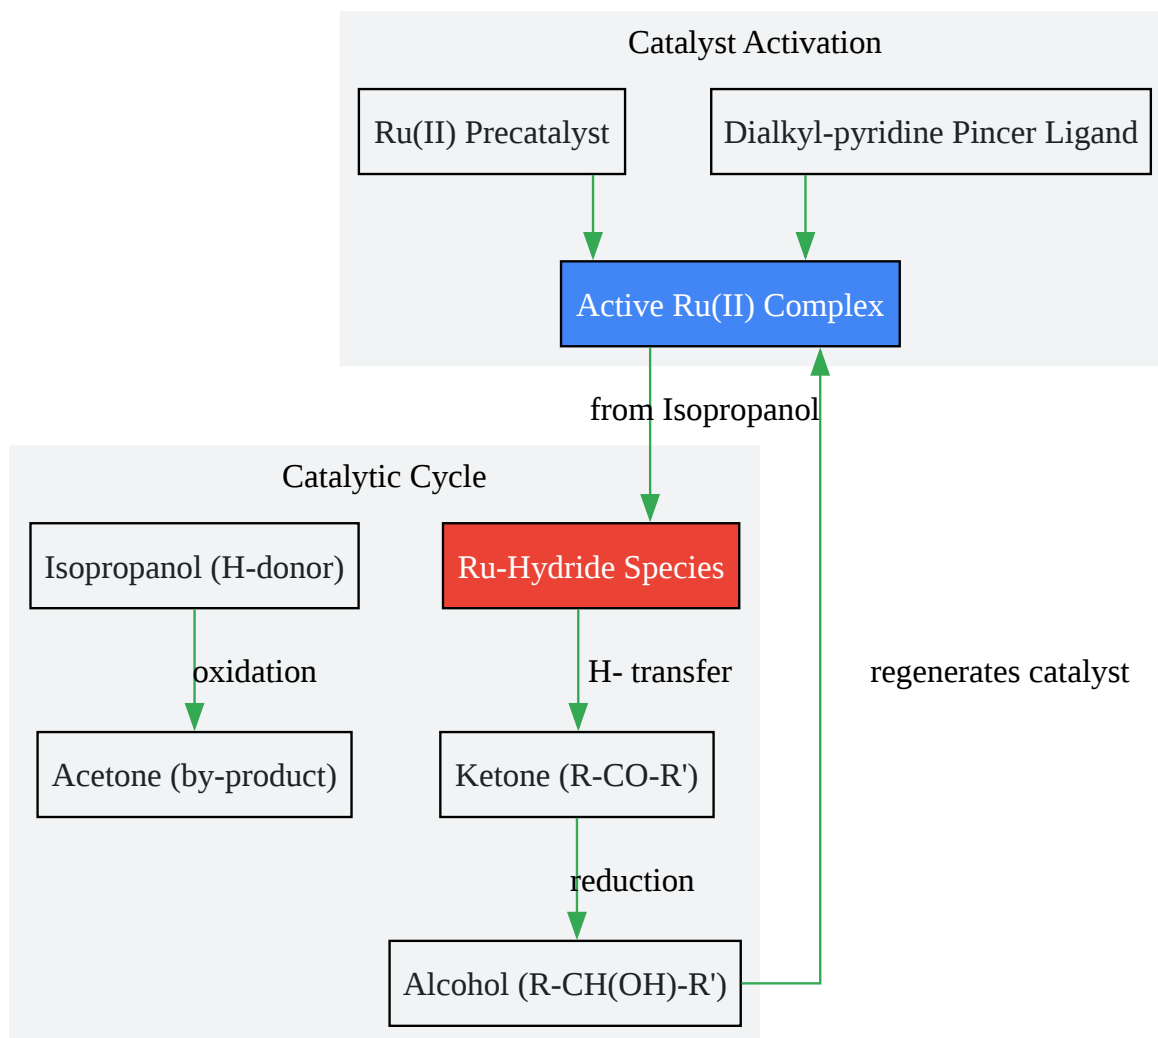 Catalyst Activation
Ru(II) Precatalyst
Dialkyl-pyridine Pincer Ligand
Active Ru(II) Complex
from Isopropanol
Catalytic Cycle
Isopropanol (H-donor)
Ru-Hydride Species
oxidation
H- transfer
regenerates catalyst
Acetone (by-product)
Ketone (R-CO-R')
reduction
Alcohol (R-CH(OH)-R')